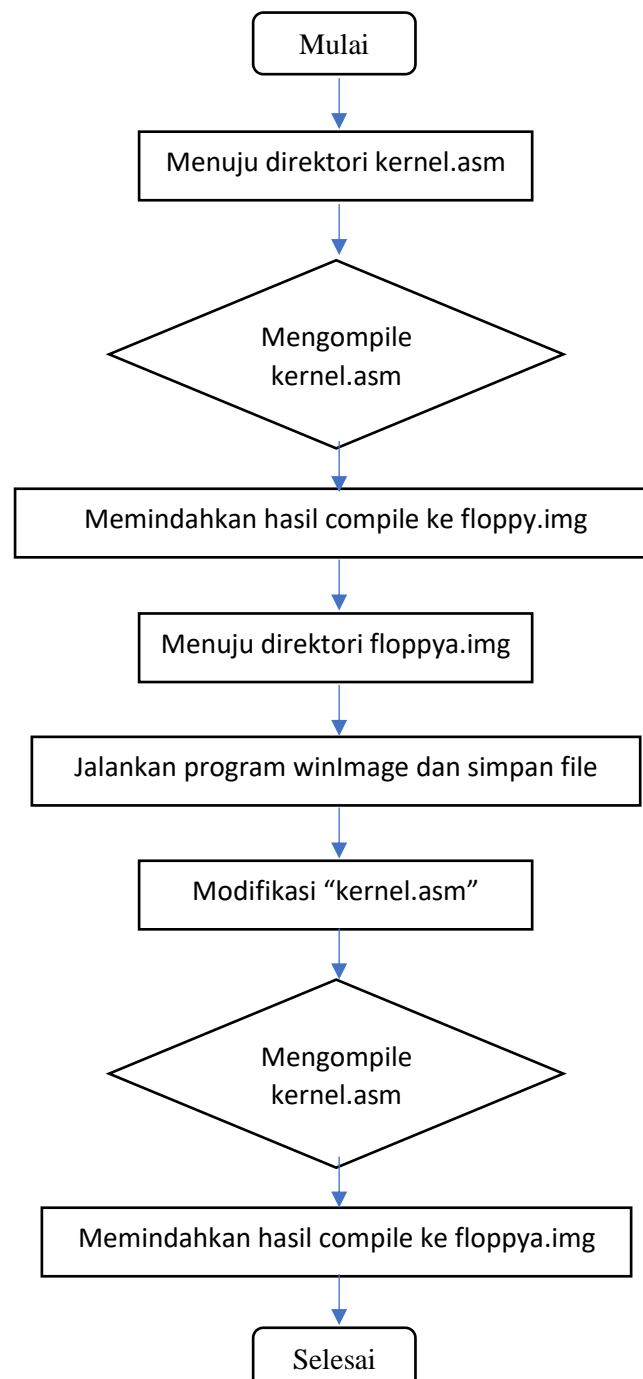 Mulai
Menuju direktori kernel.asm
Mengompile
kernel.asm
Memindahkan hasil compile ke floppy.img
Menuju direktori floppya.img
Jalankan program winImage dan simpan file
Modifikasi “kernel.asm”
Mengompile
kernel.asm
Memindahkan hasil compile ke floppya.img
Selesai